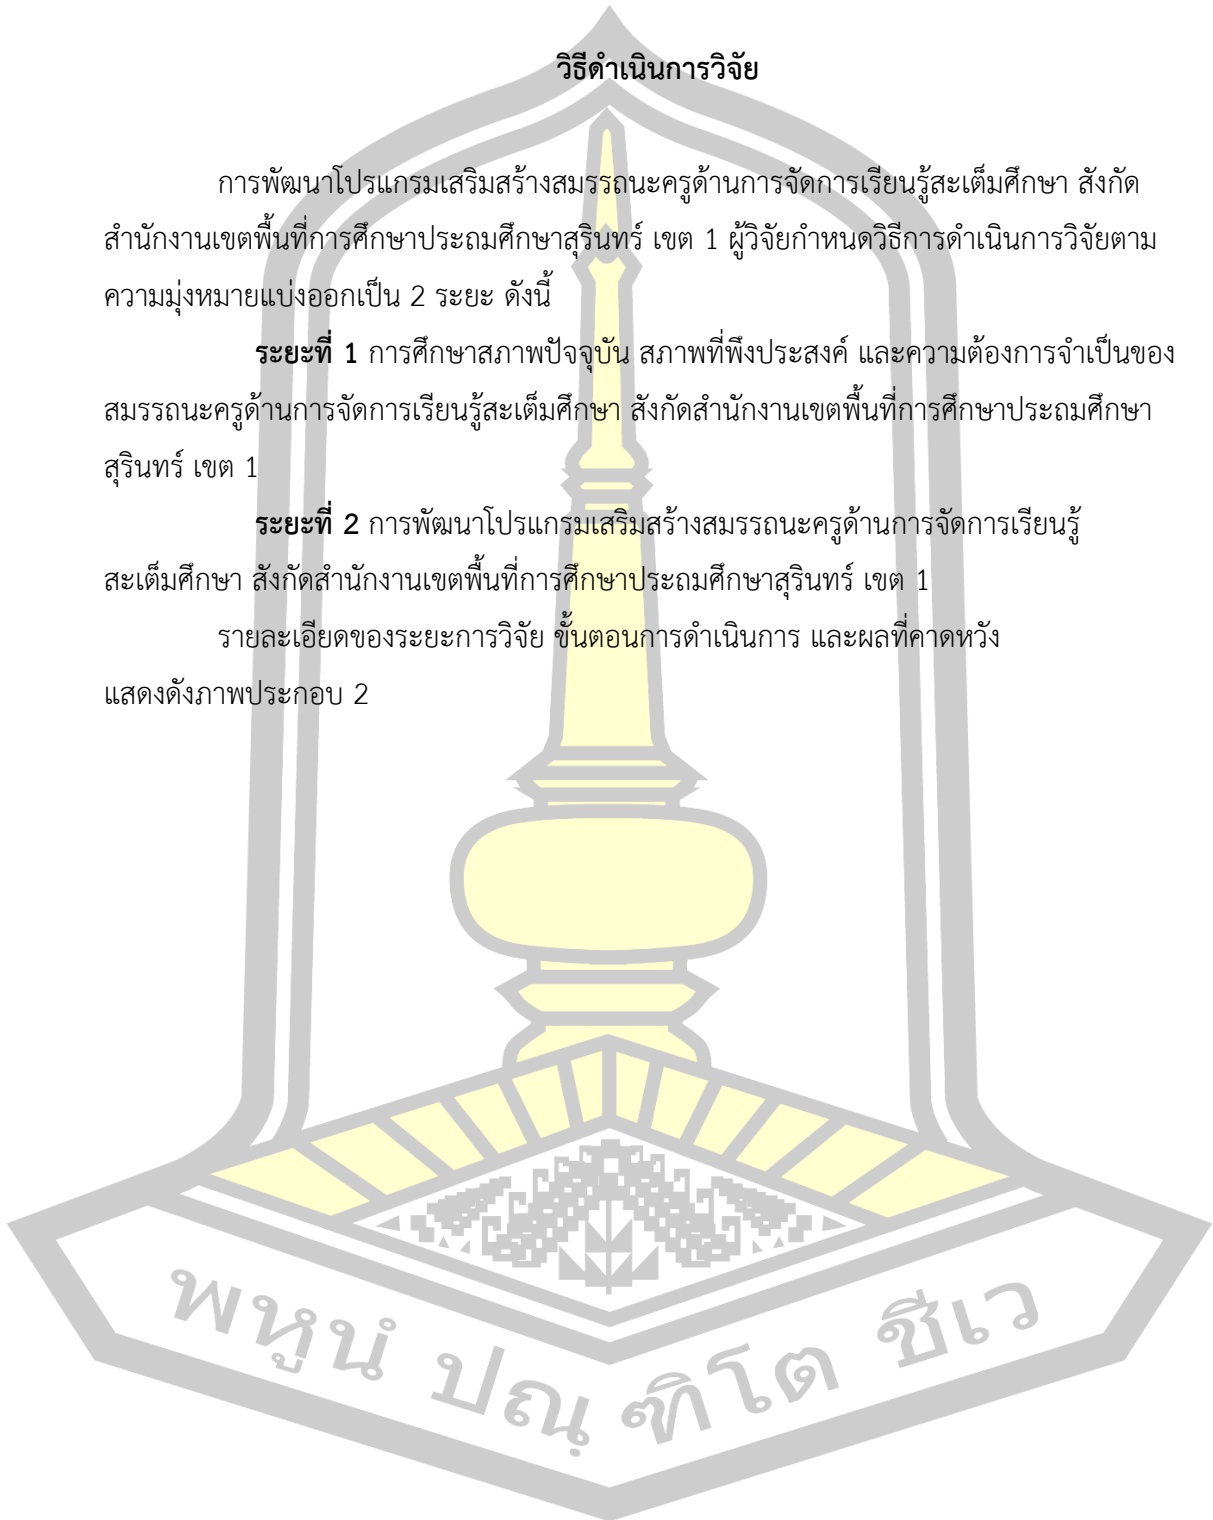 วิธีดำเนินการวิจัย
การพัฒนาโปรแกรมเสริมสร้างสมรรถนะครูด้านการจัดการเรียนรู้สะเต็มศึกษา สังกัด
สำนักงานเขตพื้นที่การศึกษาประถมศึกษาสุรินทร์ เขต 1 ผู้วิจัยกำหนดวิธีการดำเนินการวิจัยตาม
ความมุ่งหมายแบ่งออกเป็น 2 ระยะ ดังนี้
ระยะที่ 1 การศึกษาสภาพปัจจุบัน สภาพที่พึงประสงค์ และความต้องการจำเป็นของ
สมรรถนะครูด้านการจัดการเรียนรู้สะเต็มศึกษา สังกัดสำนักงานเขตพื้นที่การศึกษาประถมศึกษา
สุรินทร์ เขต 1
ระยะที่ 2 การพัฒนาโปรแกรมเสริมสร้างสมรรถนะครูด้านการจัดการเรียนรู้
สะเต็มศึกษา สังกัดสำนักงานเขตพื้นที่การศึกษาประถมศึกษาสุรินทร์ เขต 1
รายละเอียดของระยะการวิจัย ขั้นตอนการดำเนินการ และผลที่คาดหวัง
แสดงดังภาพประกอบ 2
พหูนํ ปณฺฑิโต ชีเว